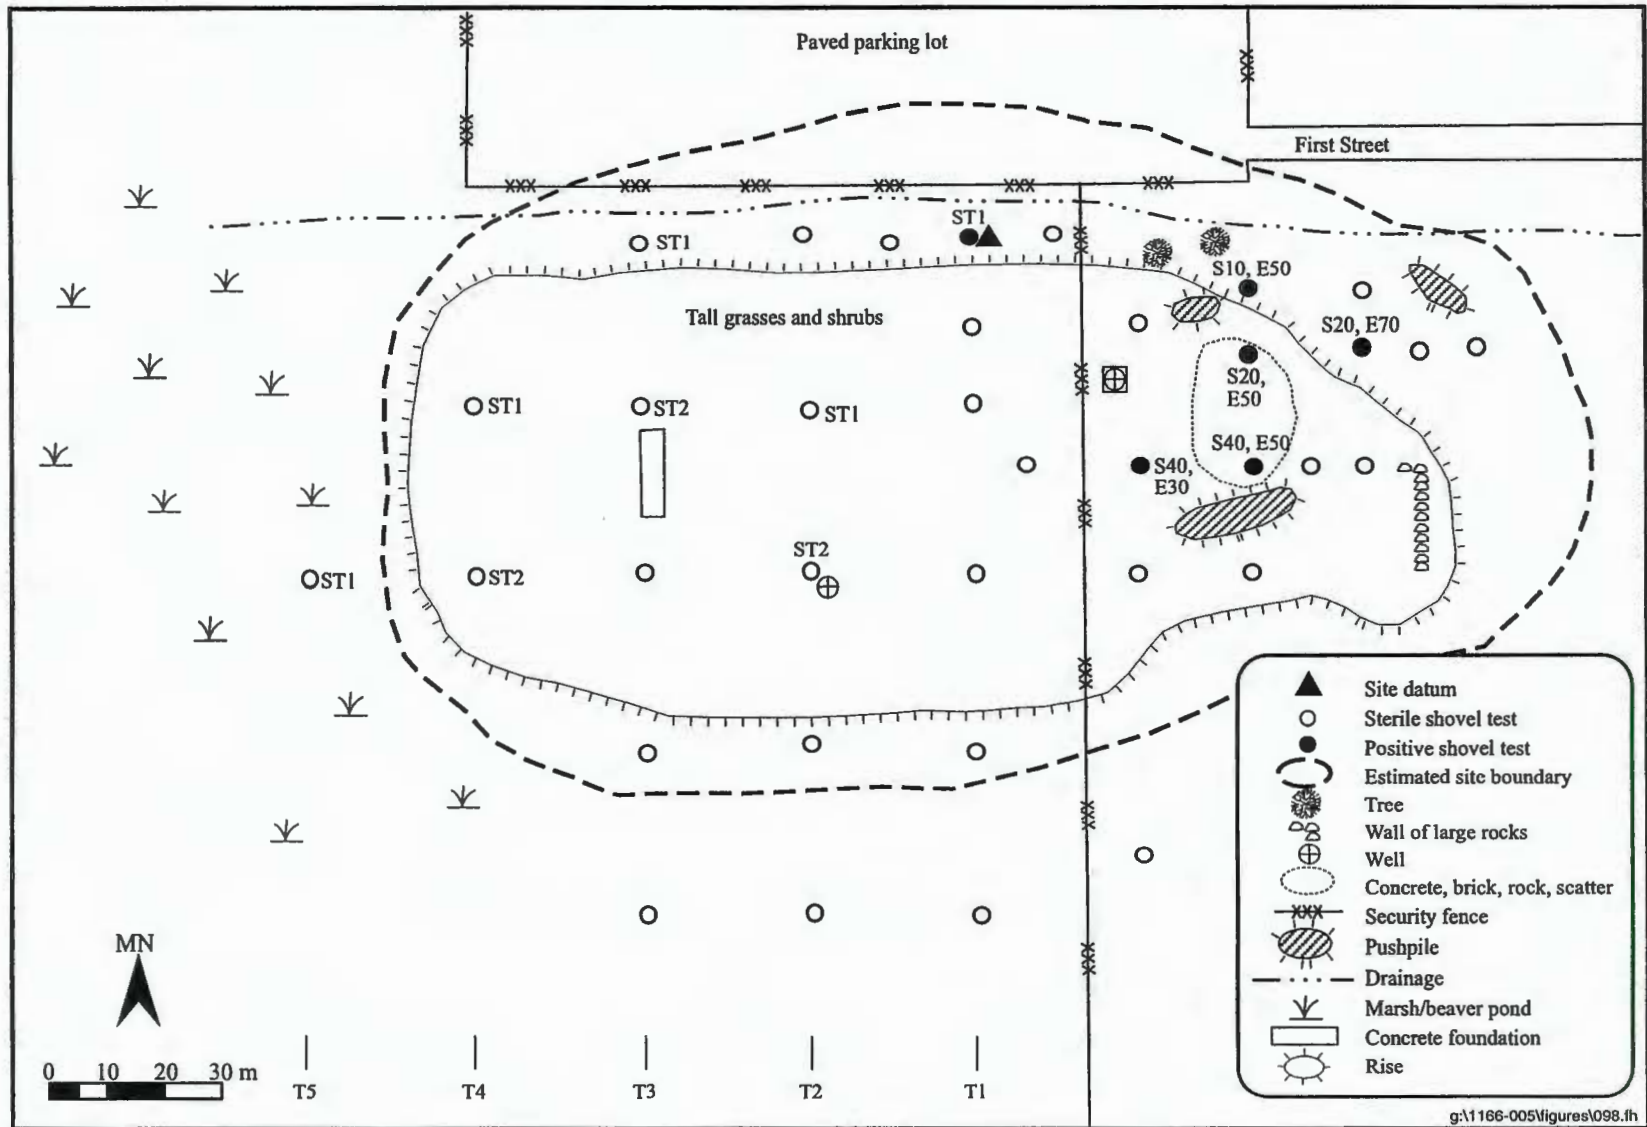 Paved parking lot
First Street
ST1
ST1
S10, E50
Tall grasses and shrubs
S20, E70
S20,
E50
ST1
ST2
ST1
S40, E50
S40,
E30
ST2
ST1
ST2
Site datum
Sterile shovel test
Positive shovel test
Estimated site boundary
Tree
Wall of large rocks
Well
Concrete, brick, rock, scatter
Security fence
Pushpile
Drainage
Marsh/beaver pond
Concrete foundation
Rise
MN
0 10 20 30 m
T5 T4 T3 T2 T1
g:\1166-005\figures\098.fh